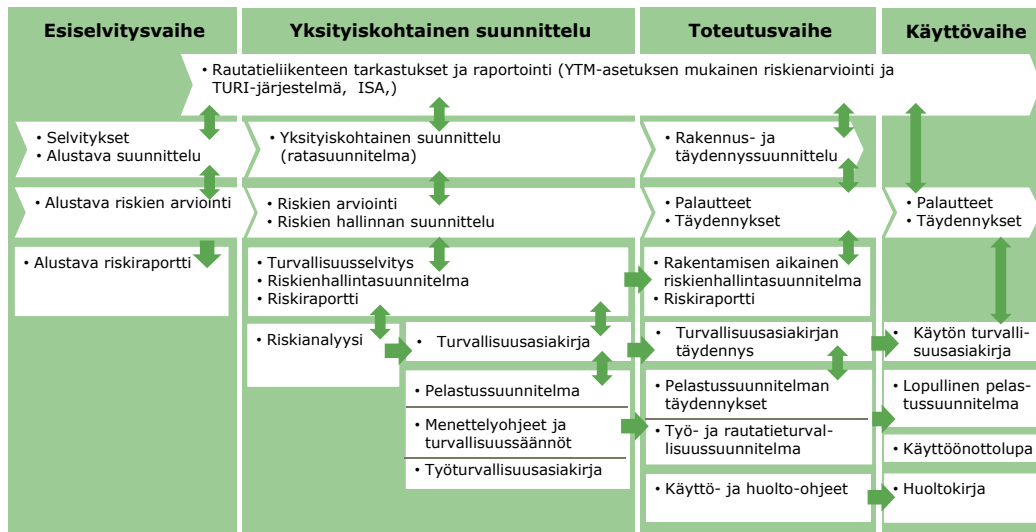 Esiselvitysvaihe
Yksityiskohtainen suunnittelu
Toteutusvaihe
Käyttövaihe
• Rautatieliikenteen tarkastukset ja raportointi (YTM-asetuksen mukainen riskienarviointi ja
TURI-järjestelmä, ISA,)
• Selvitykset
• Alustava suunnittelu
• Yksityiskohtainen suunnittelu
(ratasuunnitelma)
• Rakennus- ja
täydennyssuunnittelu
• Alustava riskien arviointi
• Riskien arviointi
• Riskien hallinnan suunnittelu
• Palautteet
• Täydennykset
• Palautteet
• Täydennykset
• Alustava riskiraportti
• Turvallisuusselvitys
• Riskienhallintasuunnitelma
• Riskiraportti
• Rakentamisen aikainen
riskienhallintasuunnitelma
• Riskiraportti
• Riskianalyysi
• Turvallisuusasiakirja
• Turvallisuusasiakirjan
täydennys
• Käytön turvalli-
suusasiakirja
• Pelastussuunnitelma
• Menettelyohjeet ja
turvallisuussäännöt
• Työturvallisuusasiakirja
• Pelastussuunnitelman
täydennykset
• Työ- ja rautatieturval-
lisuussuunnitelma
• Lopullinen pelas-
tussuunnitelma
• Käyttöönottolupa
• Käyttö- ja huolto-ohjeet
• Huoltokirja